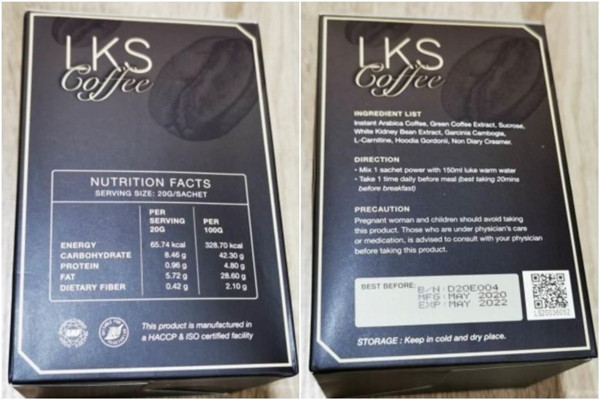 LKS
Coffee
NUTRITION FACTS
SERVING SIZE: 20G/SACHET
PER SERVING 20G PER 100G
ENERGY 65.74 kcal 328.70 kcal
CARBOHYDRATE 8.46 g 42.30 g
PROTEIN 0.96 g 4.80 g
FAT 5.72 g 28.60 g
DIETARY FIBER 0.42 g 2.10 g
This product is manufactured in
a HACCP & ISO certified facility
LKS
Coffee
INGREDIENT LIST
Instant Arabica Coffee, Green Coffee Extract, Sucrose,
White Kidney Bean Extract, Garcinia Cambogia,
L-Carnitine, Hoodia Gordonii, Non Diary Creamer.
DIRECTION
• Mix 1 sachet power with 150ml luke warm water
• Take 1 time daily before meal (best taking 20mins
before breakfast)
PRECAUTION
Pregnant woman and children should avoid taking
this product. Those who are under physician's care
or medication, is advised to consult with your physician
before taking this product.
BEST BEFORE: B/N:D20E004
MFG:MAY 2020
EXP:MAY 2022
STORAGE : Keep in cold and dry place.